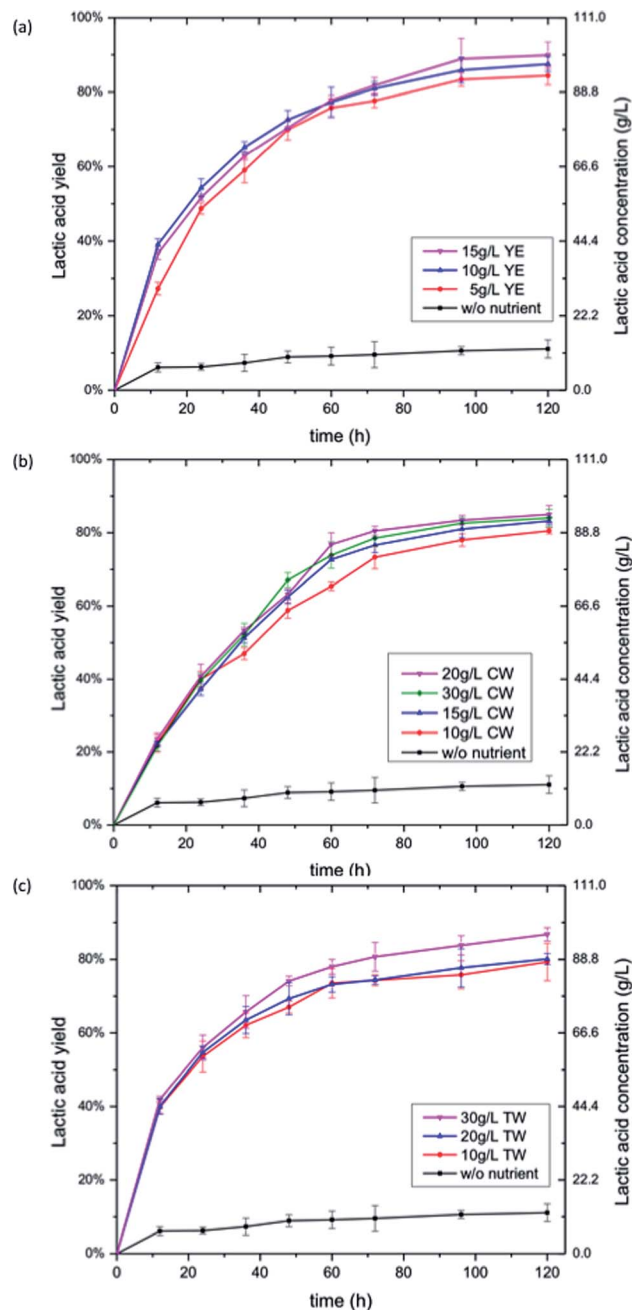 (a)
100%
80%
60%
40%
20%
0%
Lactic acid yield
111.0
88.8
66.6
44.4
22.2
0.0
Lactic acid concentration (g/L)
15g/L YE
10g/L YE
5g/L YE
w/o nutrient
0 20 40 60 80 100 120
time (h)
(b)
100%
80%
60%
40%
20%
0%
Lactic acid yield
111.0
88.8
66.6
44.4
22.2
0.0
Lactic acid concentration (g/L)
20g/L CW
30g/L CW
15g/L CW
10g/L CW
w/o nutrient
0 20 40 60 80 100 120
time (h)
(c)
100%
80%
60%
40%
20%
0%
Lactic acid yield
111.0
88.8
66.6
44.4
22.2
0.0
Lactic acid concentration (g/L)
30g/L TW
20g/L TW
10g/L TW
w/o nutrient
0 20 40 60 80 100 120
time (h)